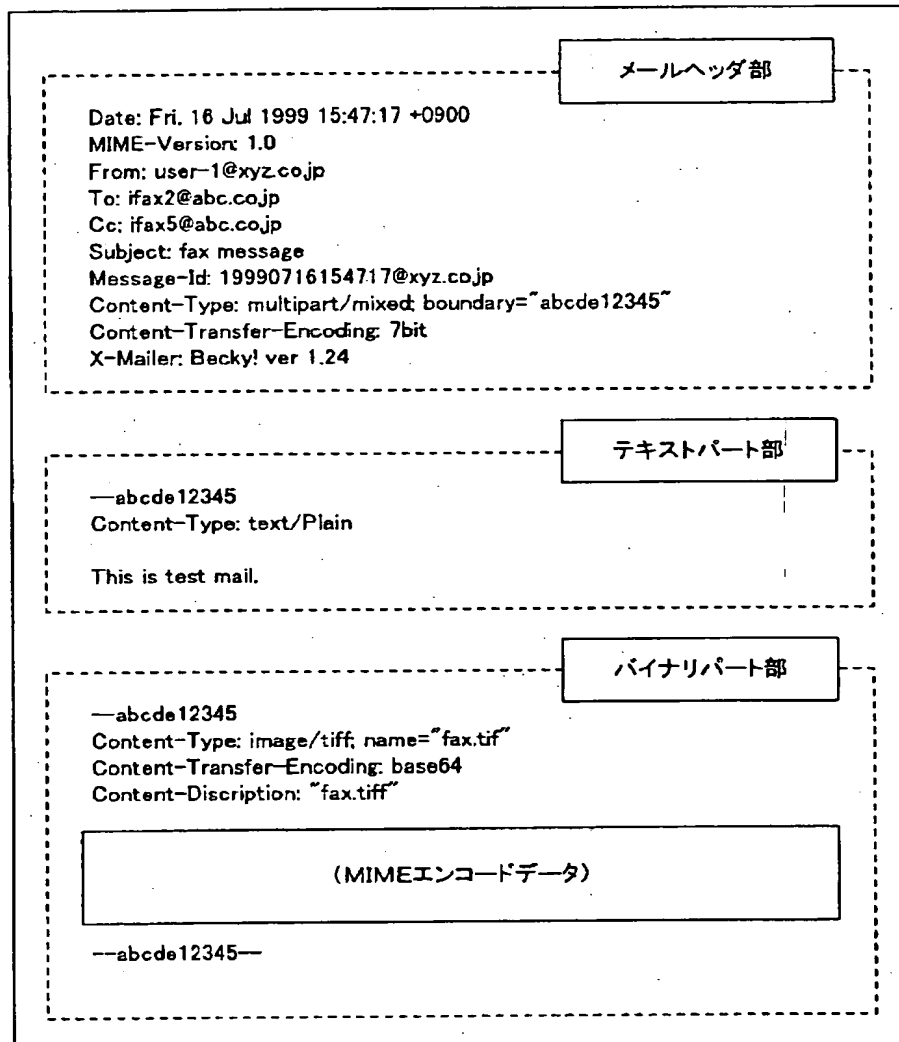 メールヘッダ部
Date: Fri. 16 Jul 1999 15:47:17 +0900
MIME-Version: 1.0
From: user-1@xyz.co.jp
To: ifax2@abc.co.jp
Cc: ifax5@abc.co.jp
Subject: fax message
Message-Id: 19990716154717@xyz.co.jp
Content-Type: multipart/mixed; boundary="abcde12345"
Content-Transfer-Encoding: 7bit
X-Mailer: Becky! ver 1.24
テキストパート部
—abcde12345
Content-Type: text/Plain
This is test mail.
バイナリパート部
—abcde12345
Content-Type: image/tiff; name="fax.tif"
Content-Transfer-Encoding: base64
Content-Discription: "fax.tiff"
(MIMEエンコードデータ)
--abcde12345—